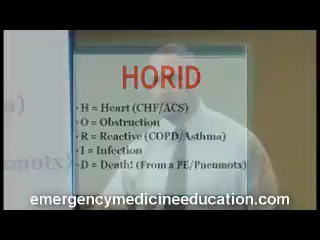 HORID
H = Heart (CHF/ACS)
O = Obstruction
R = Reactive (COPD/Asthma)
I = Infection
D = Death! (From a PE/Pneumotx)
emergencymedicineeducation.com